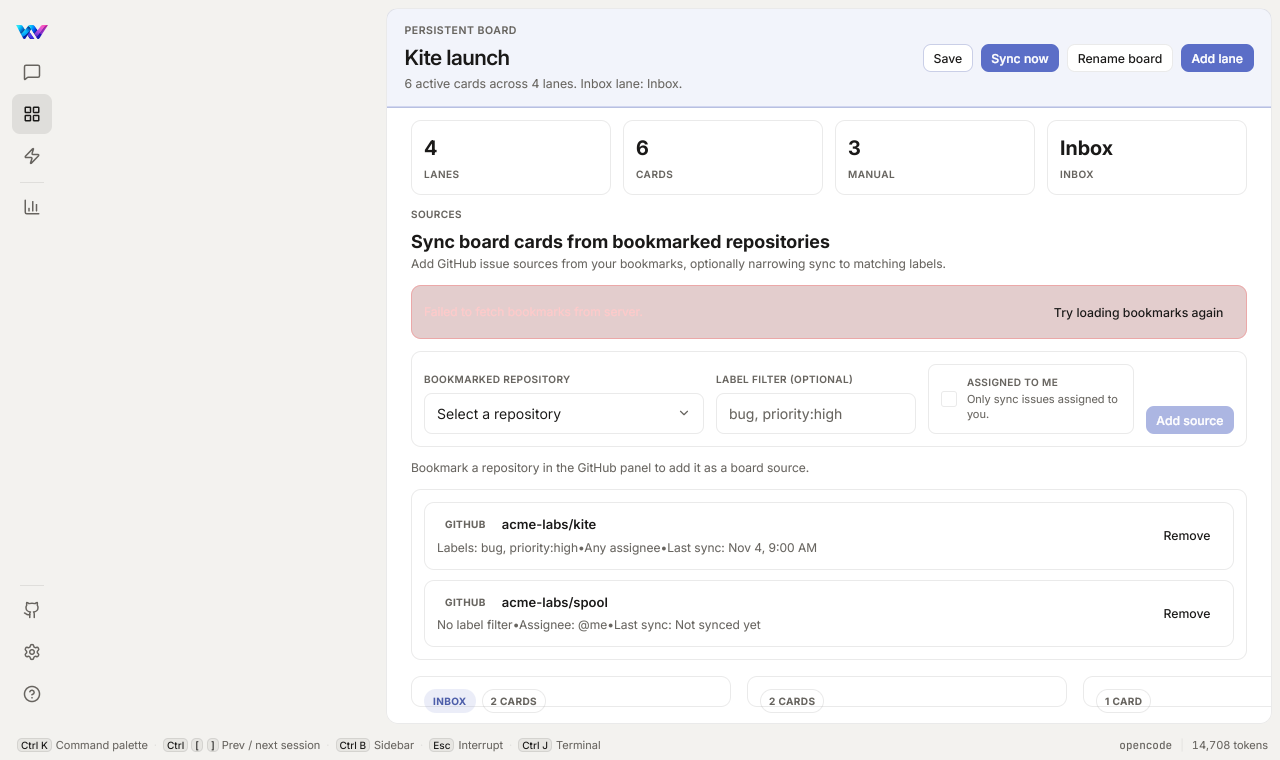 PERSISTENT BOARD
Kite launch
6 active cards across 4 lanes. Inbox lane: Inbox.
Save
Sync now
Rename board
Add lane
4
LANES
6
CARDS
3
MANUAL
Inbox
INBOX
SOURCES
Sync board cards from bookmarked repositories
Add GitHub issue sources from your bookmarks, optionally narrowing sync to matching labels.
Failed to fetch bookmarks from server
Try loading bookmarks again
BOOKMARKED REPOSITORY
Select a repository
LABEL FILTER (OPTIONAL)
bug, priority:high
ASSIGNED TO ME
Only sync issues assigned to
you.
Add source
Bookmark a repository in the GitHub panel to add it as a board source.
GITHUB acme-labs/kite
Labels: bug, priority:high•Any assignee•Last sync: Nov 4, 9:00 AM
Remove
GITHUB acme-labs/spool
No label filter•Assignee: @me•Last sync: Not synced yet
Remove
INBOX 2 CARDS
2 CARDS
1 CARD
Ctrl K Command palette Ctrl [ ] Prev / next session Ctrl B Sidebar Esc Interrupt Ctrl J Terminal
opencode 14,708 tokens